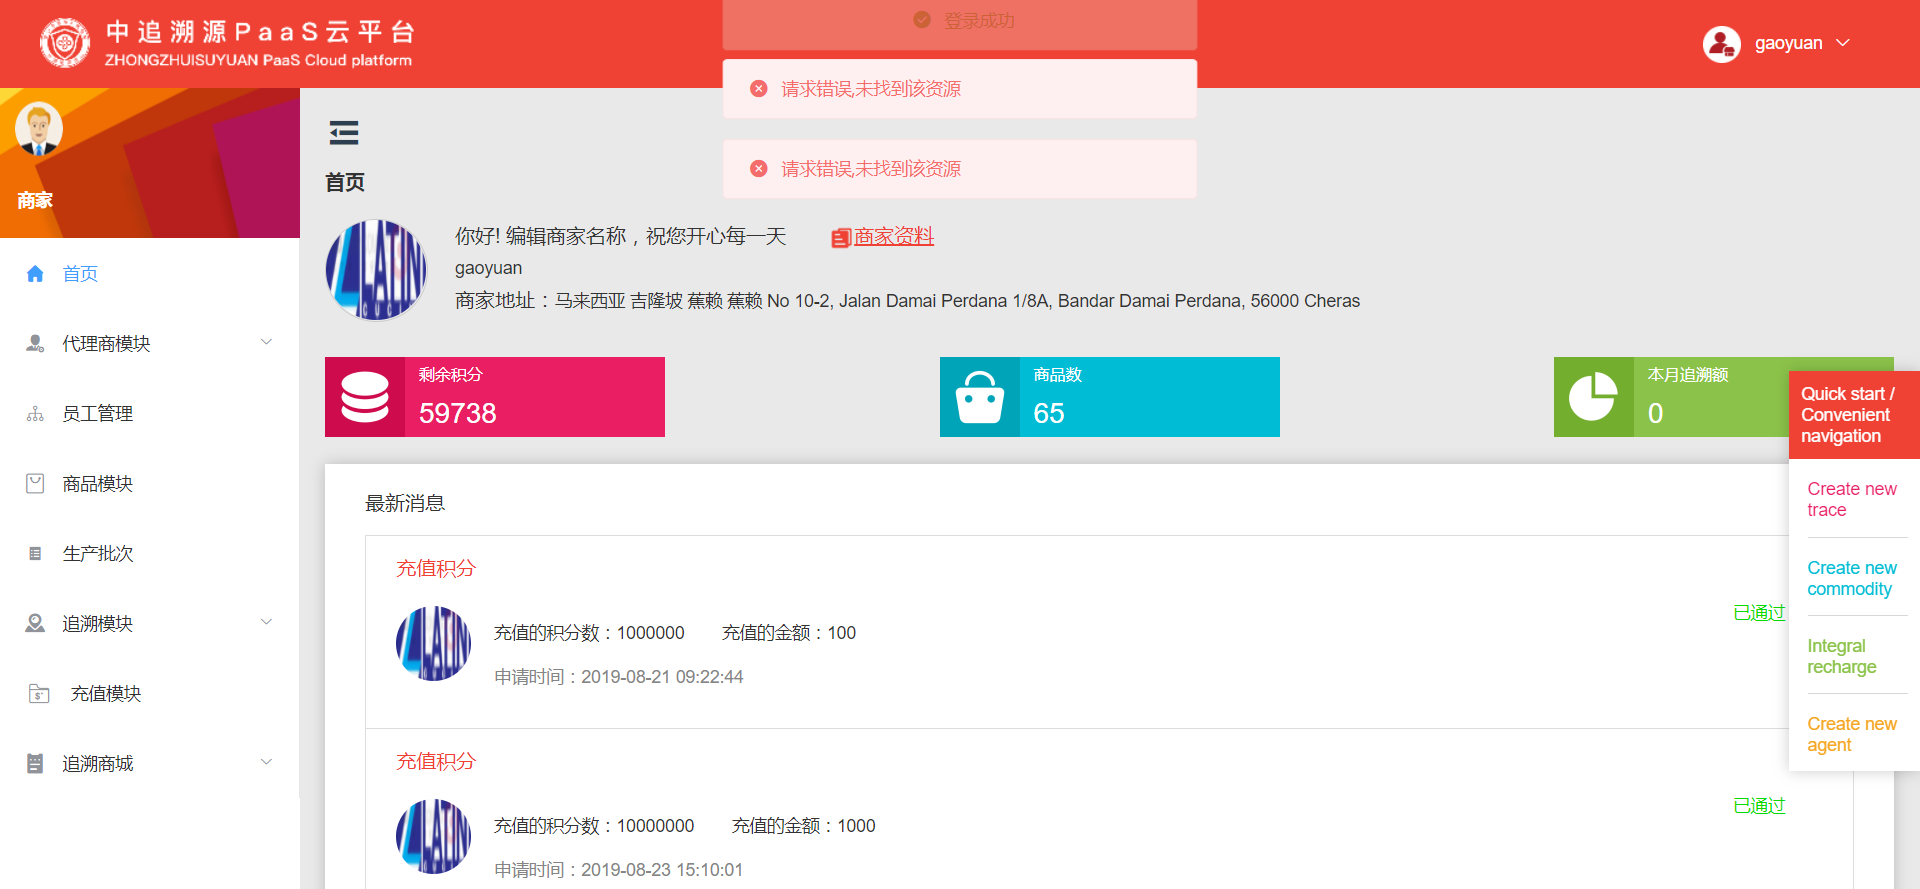 中追溯源PaaS云平台
ZHONGZHUISUYUAN PaaS Cloud platform
登录成功
gaoyuan
请求错误,未找到该资源
请求错误,未找到该资源
商家
首页
代理商模块
员工管理
商品模块
生产批次
追溯模块
充值模块
追溯商城
首页
你好! 编辑商家名称，祝您开心每一天
商家资料
gaoyuan
商家地址：马来西亚 吉隆坡 蕉赖 蕉赖 No 10-2, Jalan Damai Perdana 1/8A, Bandar Damai Perdana, 56000 Cheras
剩余积分
59738
商品数
65
本月追溯额
0
Quick start /
Convenient
navigation
Create new
trace
Create new
commodity
Integral
recharge
Create new
agent
最新消息
充值积分
LATIN
充值的积分数：1000000 充值的金额：100
已通过
申请时间：2019-08-21 09:22:44
充值积分
LATIN
充值的积分数：10000000 充值的金额：1000
已通过
申请时间：2019-08-23 15:10:01